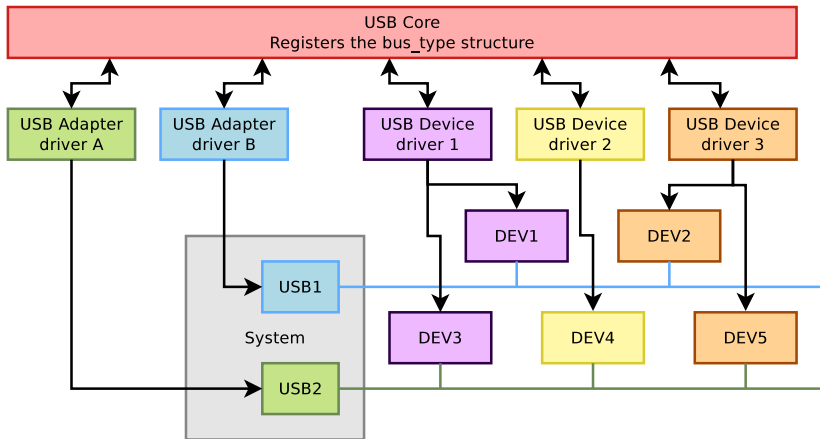 USB Core
Registers the bus_type structure
USB Adapter
driver A
USB Adapter
driver B
USB Device
driver 1
USB Device
driver 2
USB Device
driver 3
DEV1
DEV2
USB1
System
DEV3
DEV4
DEV5
USB2